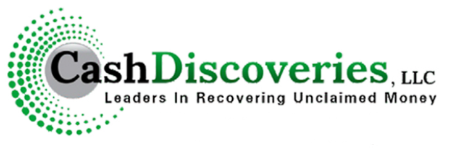 CashDiscoveries, LLC
Leaders In Recovering Unclaimed Money